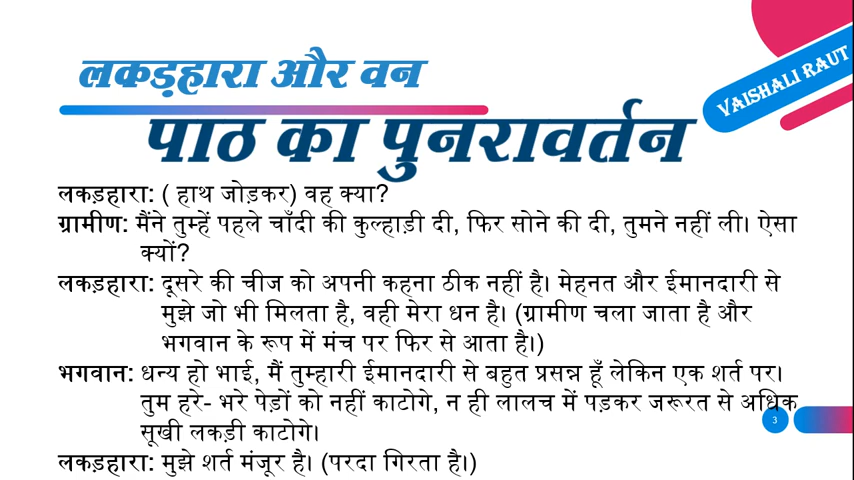 लकड़हारा और वन
VAISHALI RAUT
पाठ का पुनरावर्तन
लकड़हारा: ( हाथ जोड़कर) वह क्या?
ग्रामीण: मैंने तुम्हें पहले चाँदी की कुल्हाड़ी दी, फिर सोने की दी, तुमने नहीं ली। ऐसा
क्यों?
लकड़हारा: दूसरे की चीज को अपनी कहना ठीक नहीं है। मेहनत और ईमानदारी से
मुझे जो भी मिलता है, वही मेरा धन है। (ग्रामीण चला जाता है और
भगवान के रूप में मंच पर फिर से आता है।)
भगवान: धन्य हो भाई, मैं तुम्हारी ईमानदारी से बहुत प्रसन्न हूँ लेकिन एक शर्त पर।
तुम हरे- भरे पेड़ों को नहीं काटोगे, न ही लालच में पड़कर जरूरत से अधिक
3
सूखी लकड़ी काटोगे।
लकड़हारा: मुझे शर्त मंजूर है। (परदा गिरता है।)